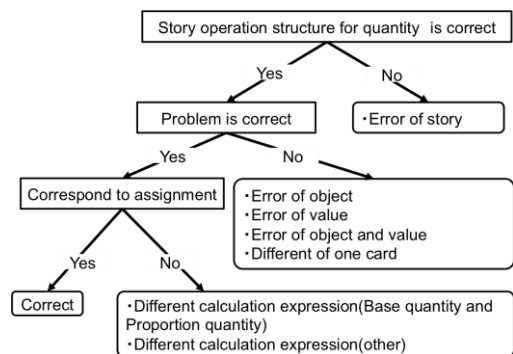 Story operation structure for quantity is correct
Yes
No
Problem is correct
・Error of story
Yes
No
Correspond to assignment
・Error of object
・Error of value
・Error of object and value
・Different of one card
Yes
No
Correct
・Different calculation expression(Base quantity and
Proportion quantity)
・Different calculation expression(other)